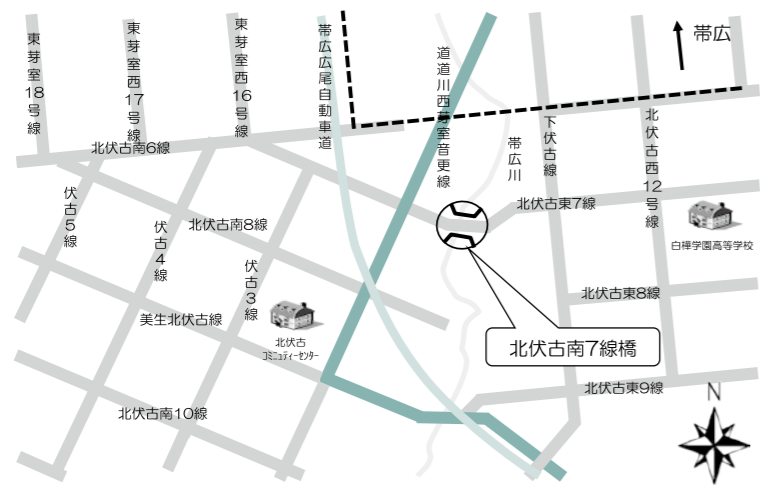 東芽室18号線
東芽室西17号線
東芽室西16号線
帯広広尾自動車道
道道川西芽室音更線
帯広川
下伏古線
北伏古西12号線
帯広
北伏古南6線
北伏古東7線
白樺学園高等学校
伏古5線
伏古4線
北伏古南8線
伏古3線
北伏古東8線
美生北伏古線
北伏古
コミュニティーセンター
北伏古南7線橋
北伏古東9線
北伏古南10線
N